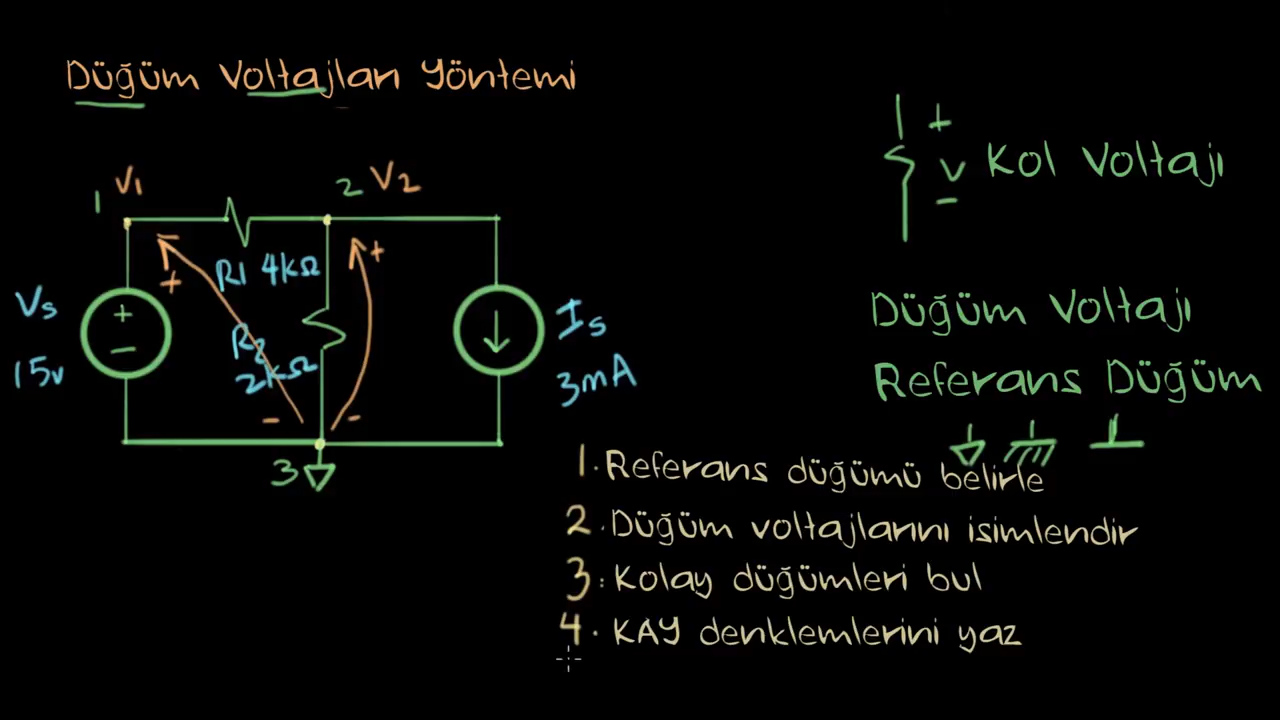 Düğüm Voltajları Yöntemi
1 V1
2 V2
+
V Kol Voltajı
−
R1 4kΩ
+
+
Vs
15v
+
−
R2
2kΩ
Is
3mA
−
−
3
Düğüm Voltajı
Referans Düğüm
1. Referans düğümü belirle
2. Düğüm voltajlarını isimlendir
3. Kolay düğümleri bul
4. KAY denklemlerini yaz